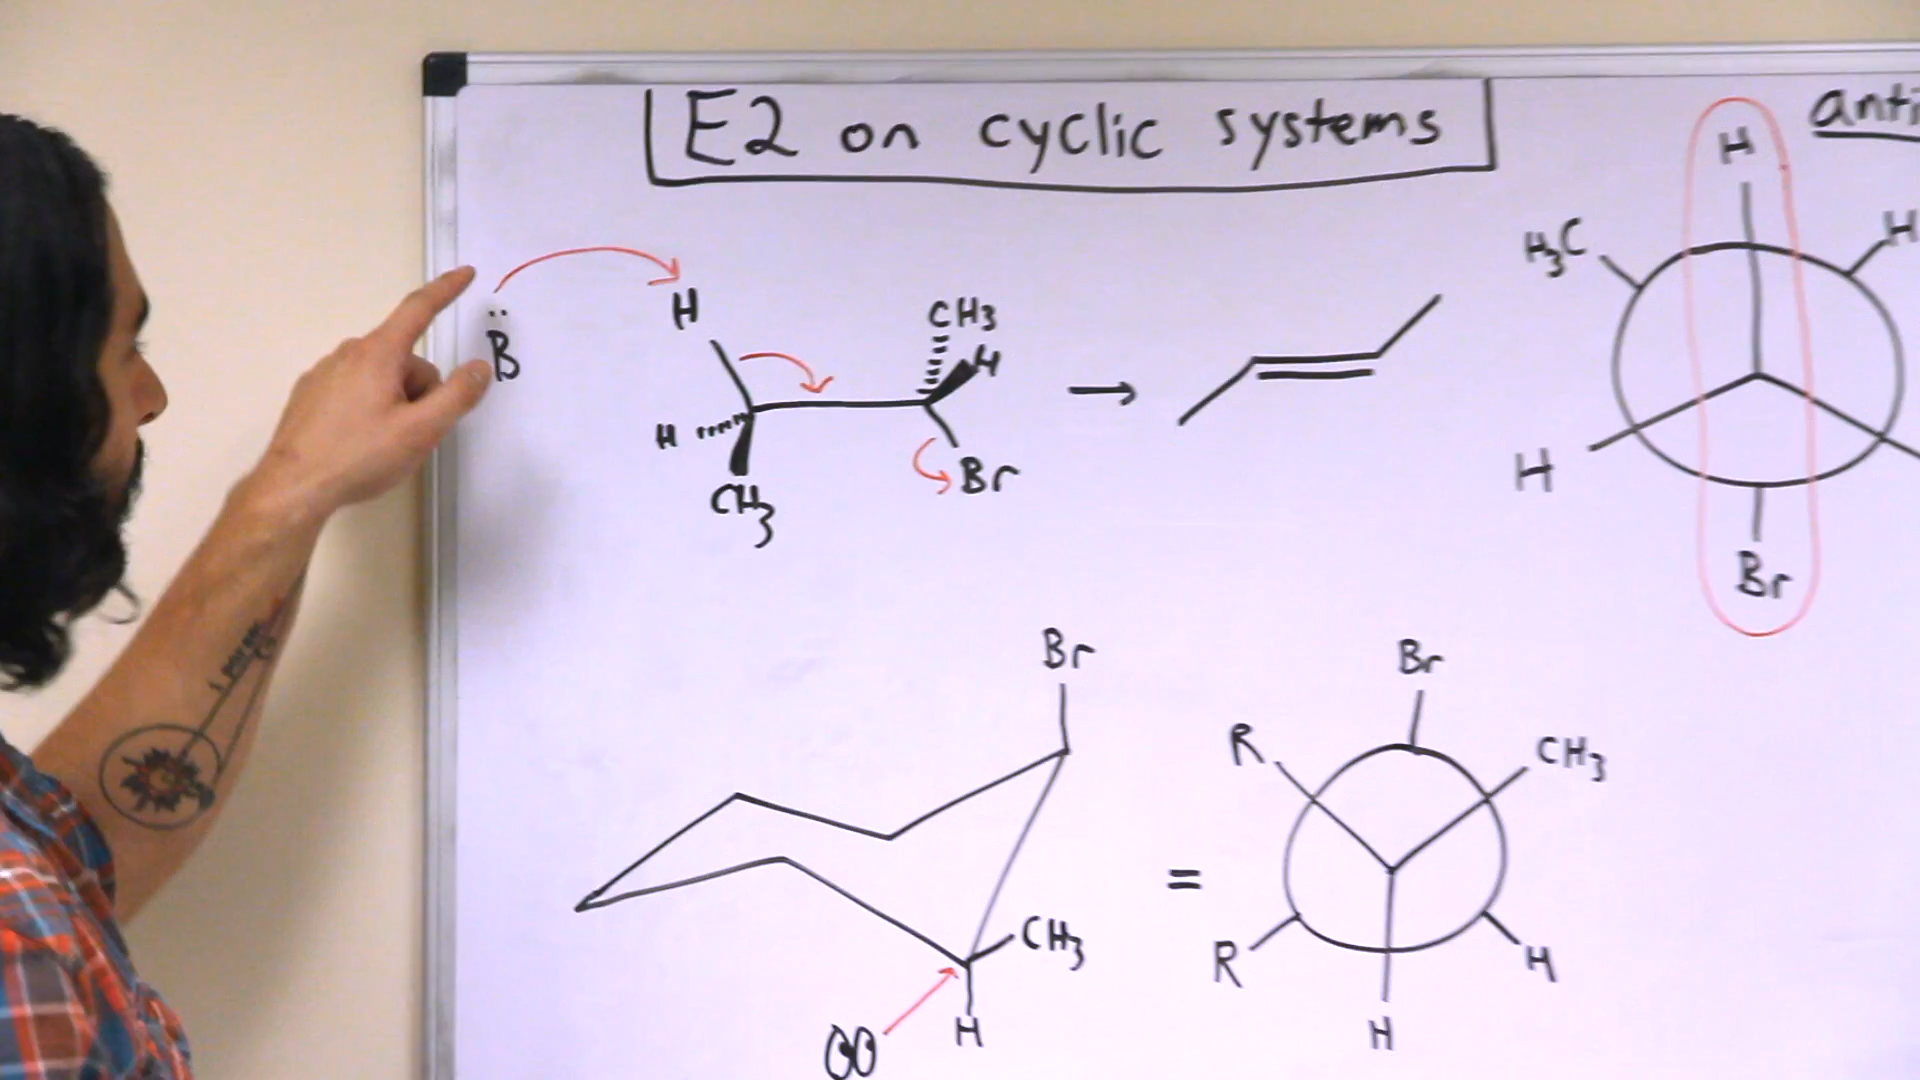 E2 on cyclic systems
anti
H
H₃C
H
H
Br
B̈
H
H
CH₃
CH₃
H
Br
Br
CH₃
H
=
Br
R
CH₃
R
H
H